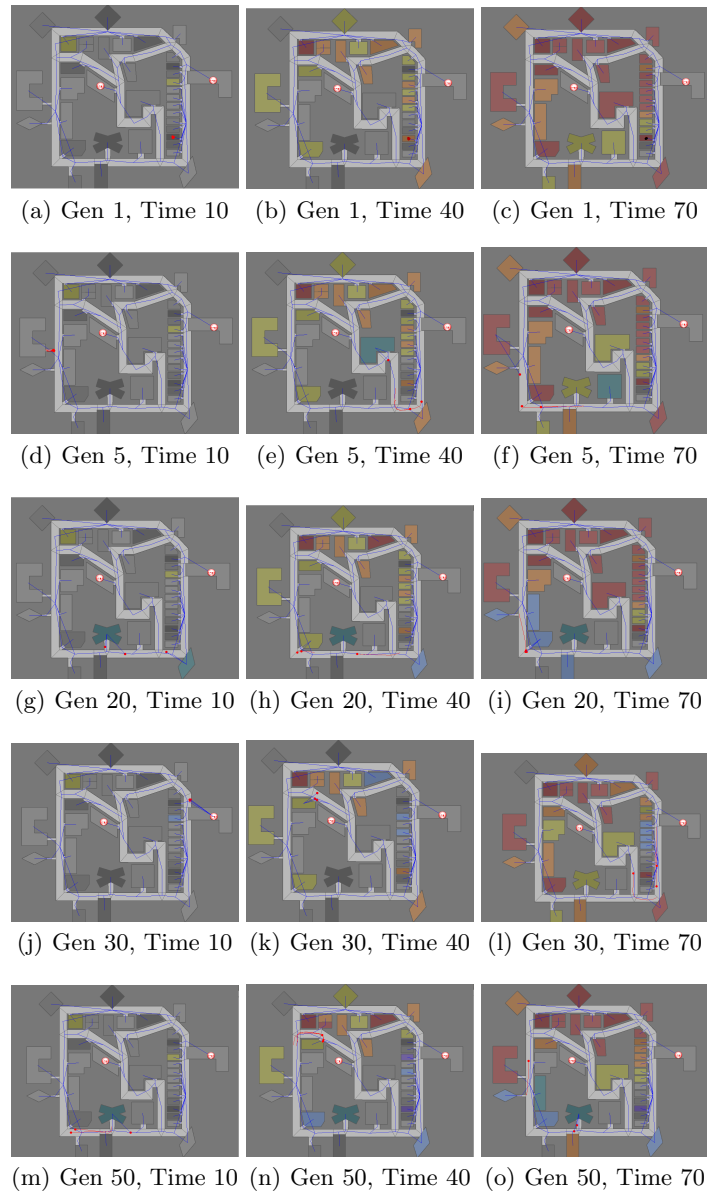 (a) Gen 1, Time 10 (b) Gen 1, Time 40 (c) Gen 1, Time 70
(d) Gen 5, Time 10 (e) Gen 5, Time 40 (f) Gen 5, Time 70
(g) Gen 20, Time 10 (h) Gen 20, Time 40 (i) Gen 20, Time 70
(j) Gen 30, Time 10 (k) Gen 30, Time 40 (l) Gen 30, Time 70
(m) Gen 50, Time 10 (n) Gen 50, Time 40 (o) Gen 50, Time 70